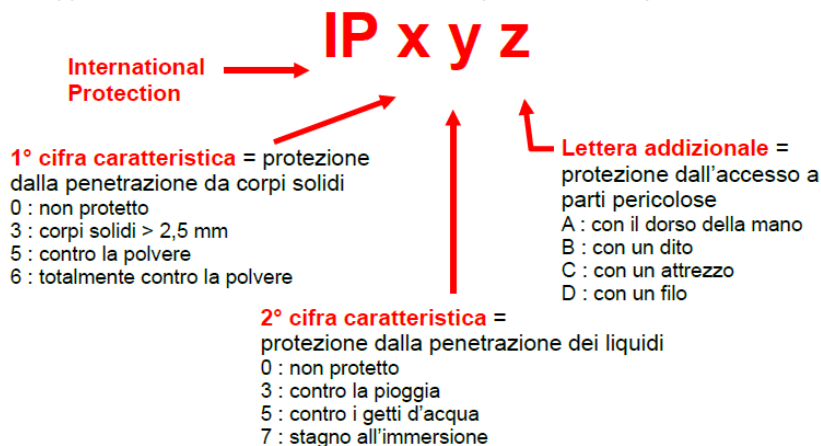 IP x y z
International
Protection
1° cifra caratteristica = protezione
dalla penetrazione da corpi solidi
0 : non protetto
3 : corpi solidi > 2,5 mm
5 : contro la polvere
6 : totalmente contro la polvere
Lettera addizionale =
protezione dall'accesso a
parti pericolose
A : con il dorso della mano
B : con un dito
C : con un attrezzo
D : con un filo
2° cifra caratteristica =
protezione dalla penetrazione dei liquidi
0 : non protetto
3 : contro la pioggia
5 : contro i getti d'acqua
7 : stagno all'immersione